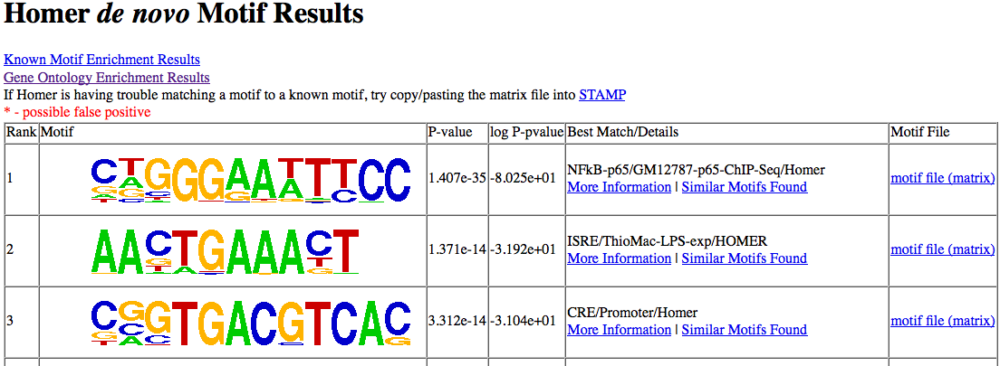 Homer de novo Motif Results
Known Motif Enrichment Results
Gene Ontology Enrichment Results
If Homer is having trouble matching a motif to a known motif, try copy/pasting the matrix file into STAMP
* - possible false positive
Rank Motif P-value log P-pvalue Best Match/Details Motif File
1 CTGGGAATTTCC 1.407e-35 -8.025e+01 NFkB-p65/GM12787-p65-ChIP-Seq/Homer
More Information | Similar Motifs Found motif file (matrix)
2 AACTGAAACT 1.371e-14 -3.192e+01 ISRE/ThioMac-LPS-exp/HOMER
More Information | Similar Motifs Found motif file (matrix)
3 CGGTGACGTCAC 3.312e-14 -3.104e+01 CRE/Promoter/Homer
More Information | Similar Motifs Found motif file (matrix)